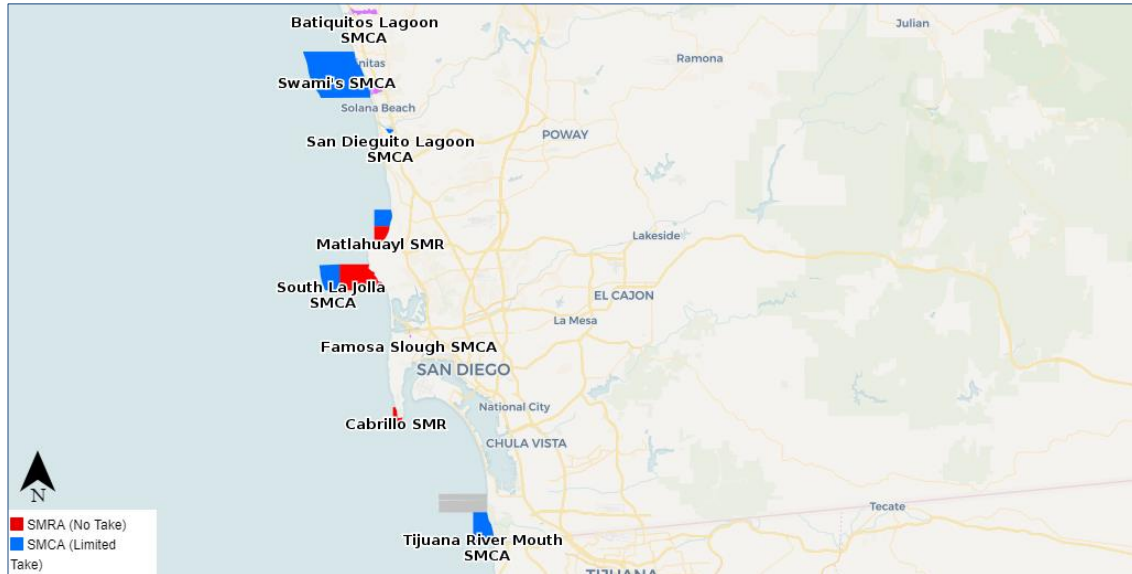 Batiquitos Lagoon
SMCA
Julian
Ramona
nitas
Swami's SMCA
Solana Beach
POWAY
San Dieguito Lagoon
SMCA
Lakeside
Matlahuayl SMR
South La Jolla
SMCA
EL CAJON
La Mesa
Famosa Slough SMCA
SAN DIEGO
National City
Cabrillo SMR
CHULA VISTA
N
Tecate
SMRA (No Take)
SMCA (Limited
Take)
Tijuana River Mouth
SMCA
TIJUANA